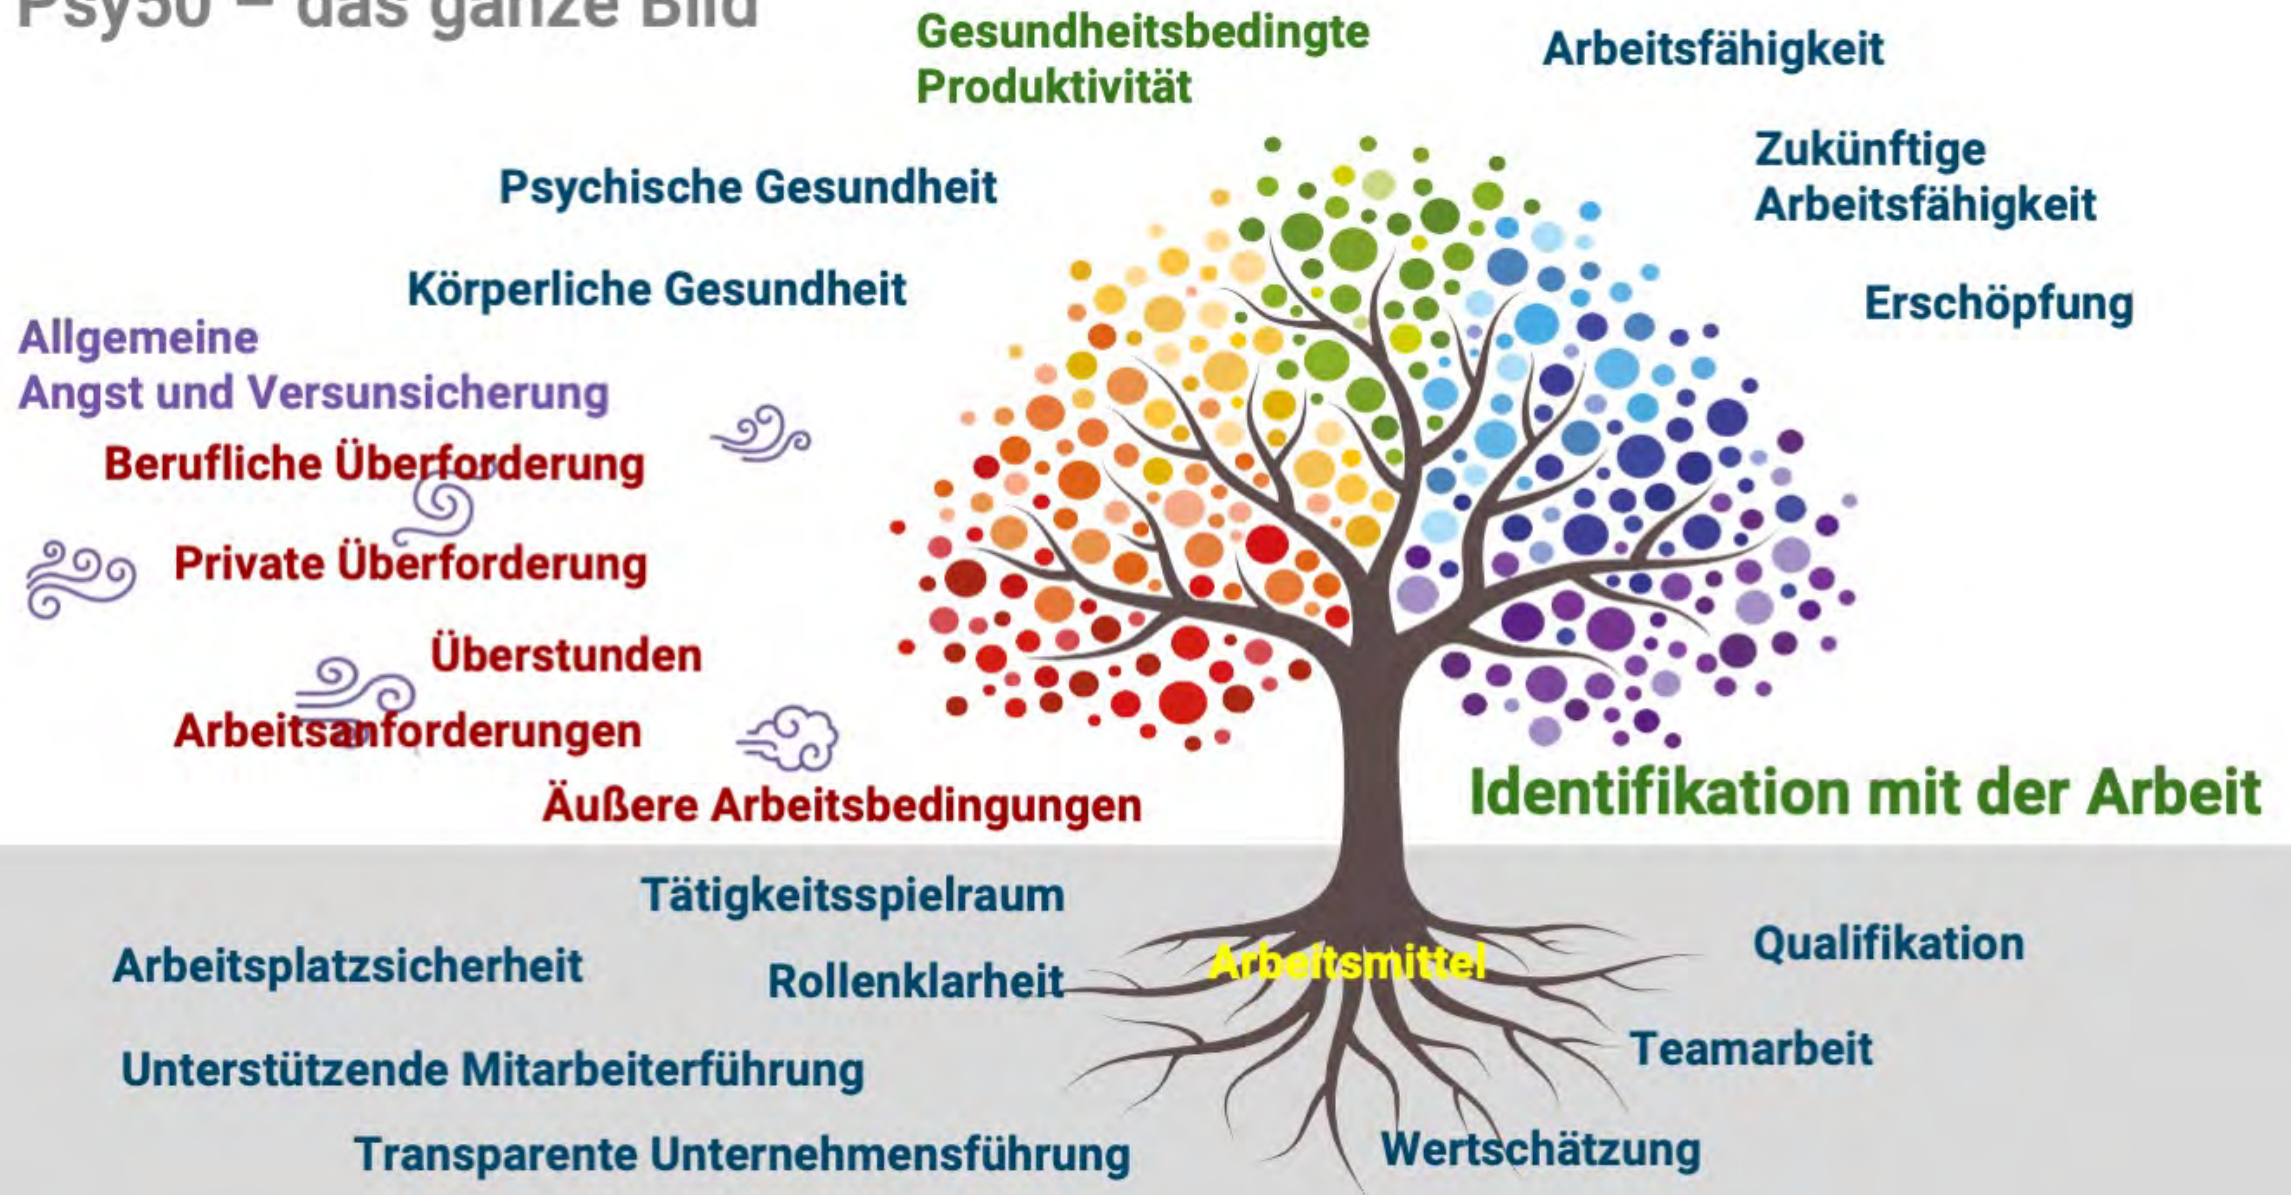 Psy50 – das ganze Bild
Gesundheitsbedingte
Produktivität
Arbeitsfähigkeit
Zukünftige
Arbeitsfähigkeit
Psychische Gesundheit
Körperliche Gesundheit
Erschöpfung
Allgemeine
Angst und Versunsicherung
Berufliche Überforderung
Private Überforderung
Überstunden
Arbeitsanforderungen
Äußere Arbeitsbedingungen
Identifikation mit der Arbeit
Tätigkeitsspielraum
Arbeitsplatzsicherheit
Rollenklarheit
Arbeitsmittel
Qualifikation
Unterstützende Mitarbeiterführung
Teamarbeit
Transparente Unternehmensführung
Wertschätzung